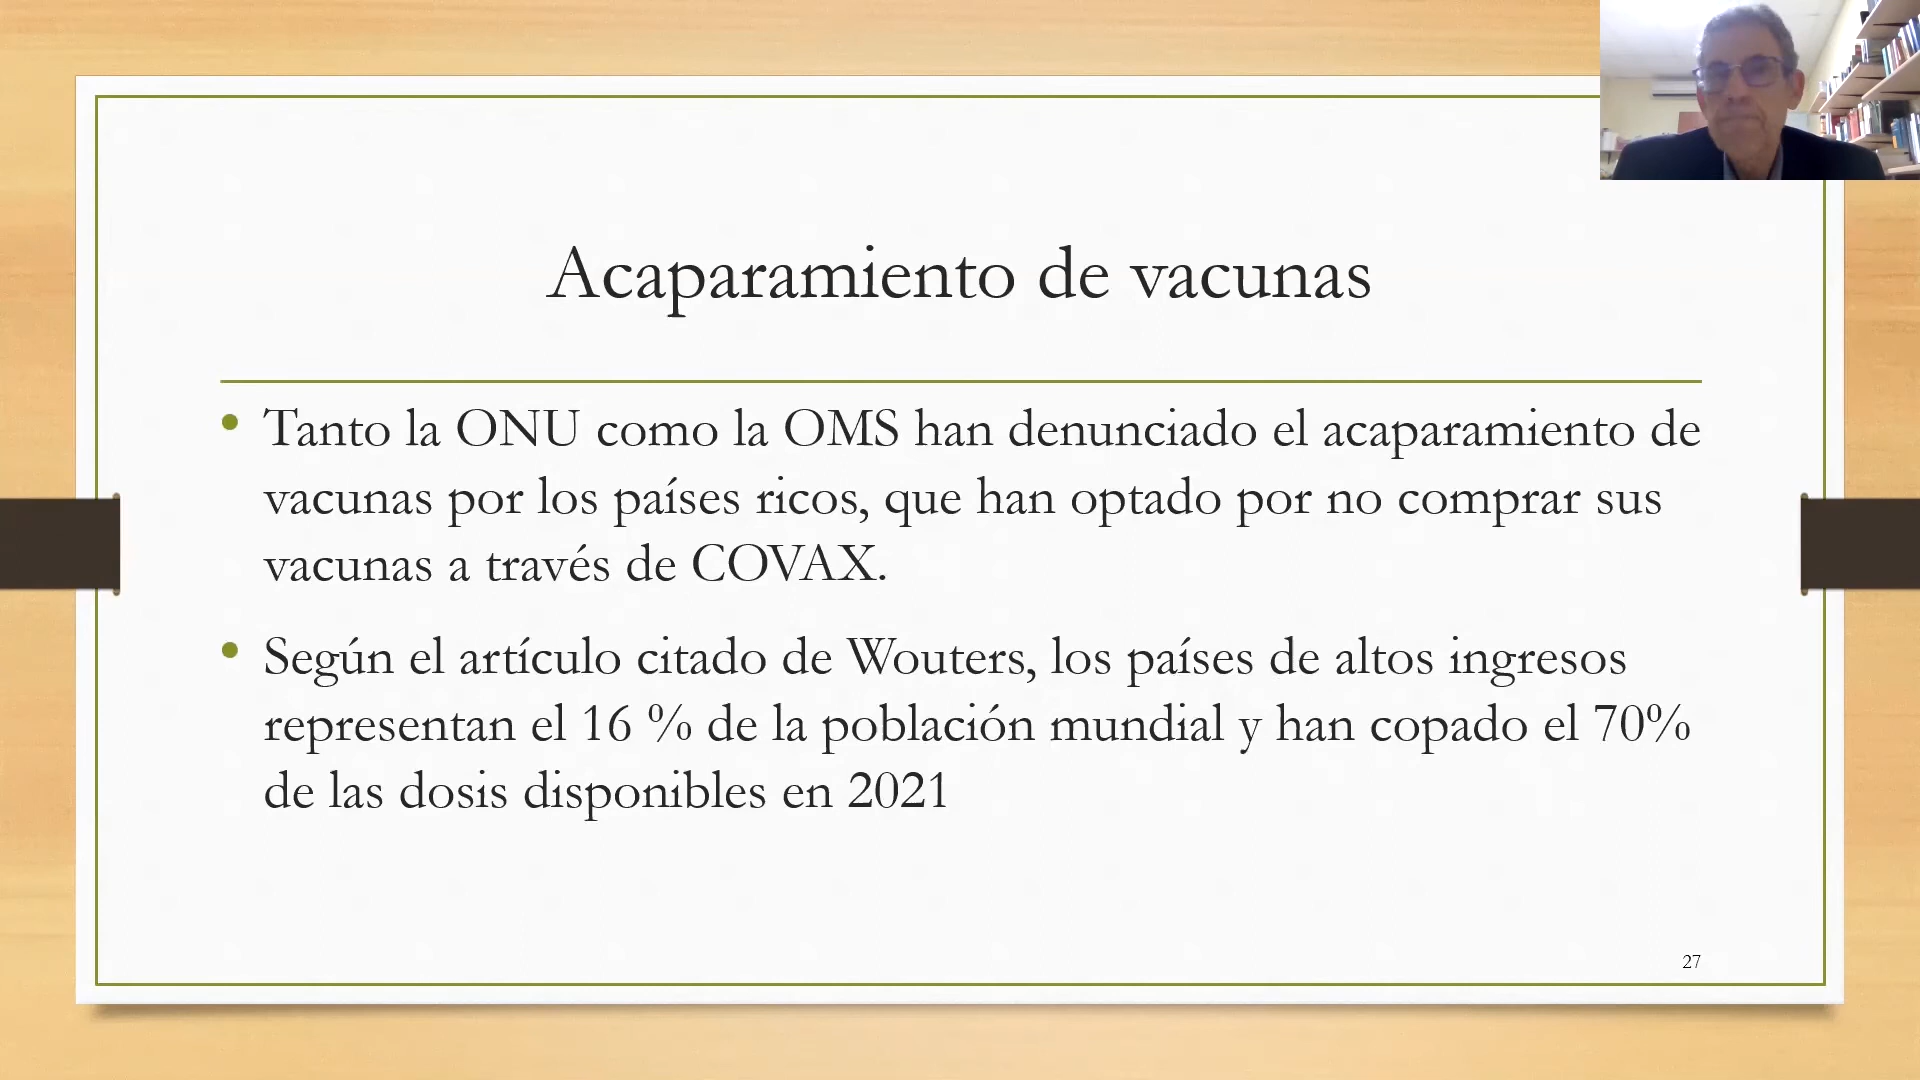 Acaparamiento de vacunas
• Tanto la ONU como la OMS han denunciado el acaparamiento de
vacunas por los países ricos, que han optado por no comprar sus
vacunas a través de COVAX.
• Según el artículo citado de Wouters, los países de altos ingresos
representan el 16 % de la población mundial y han copado el 70%
de las dosis disponibles en 2021
27